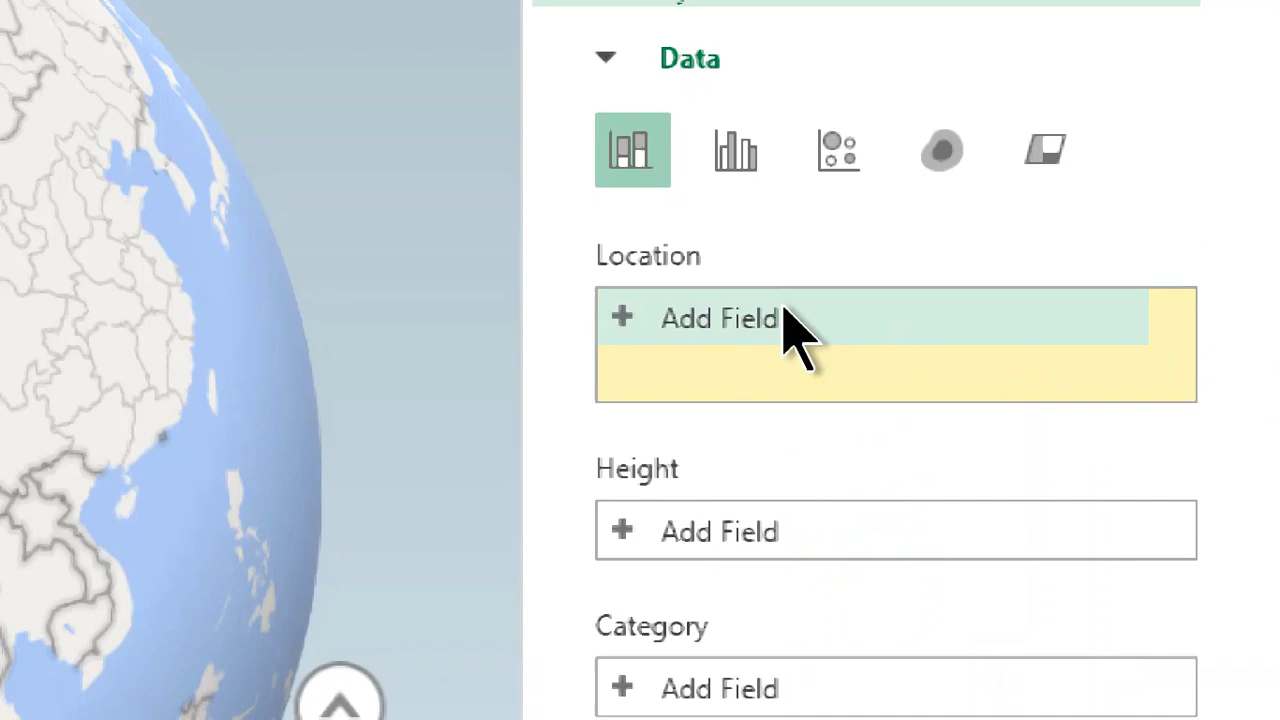 Data
Location
Add Field
Height
Add Field
Category
Add Field